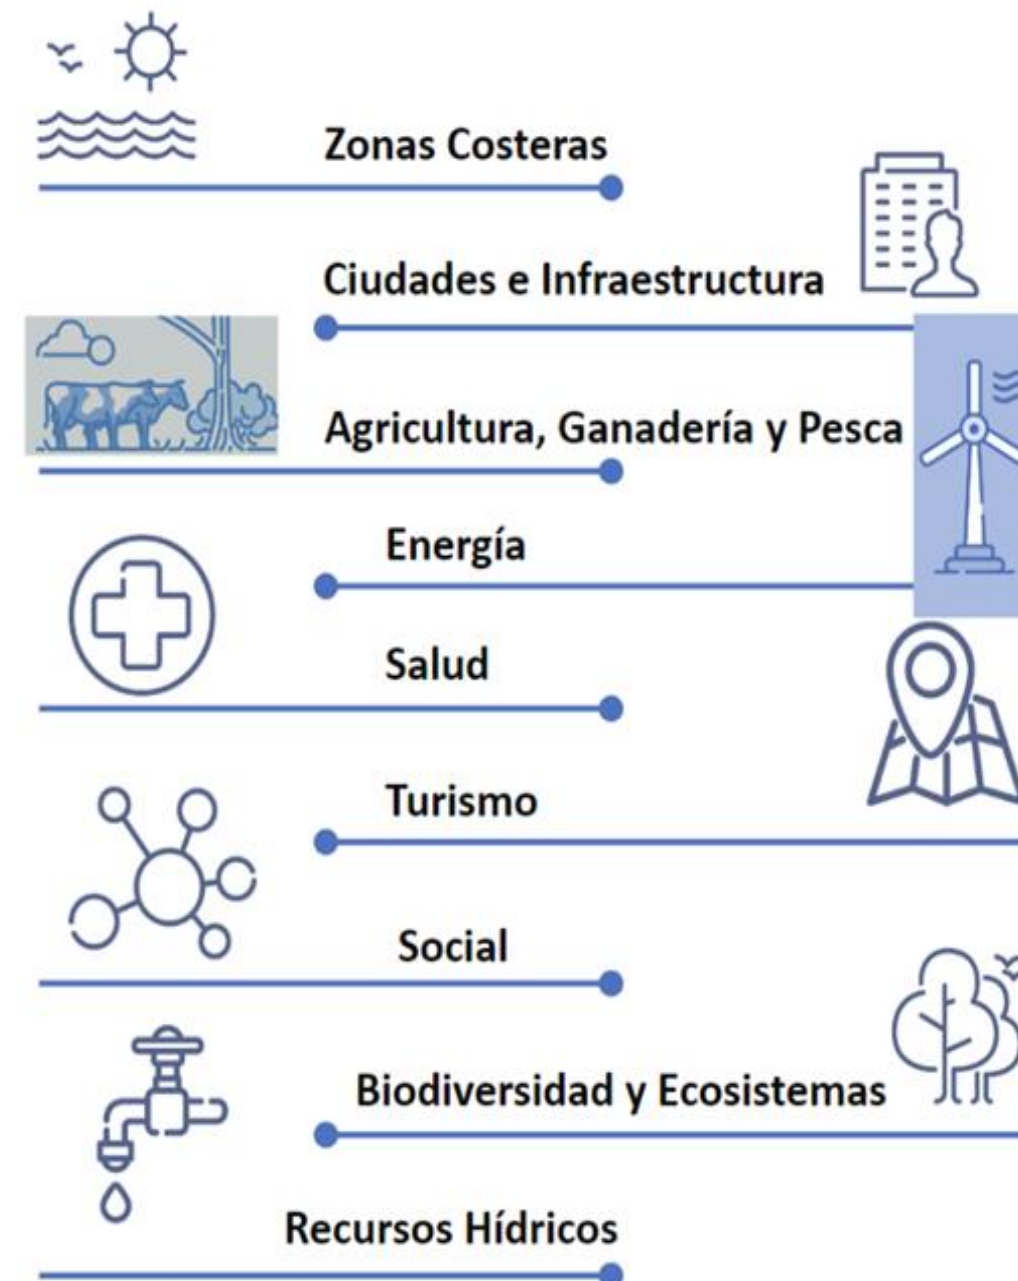 Zonas Costeras
Ciudades e Infraestructura
Agricultura, Ganadería y Pesca
Energía
Salud
Turismo
Social
Biodiversidad y Ecosistemas
Recursos Hídricos